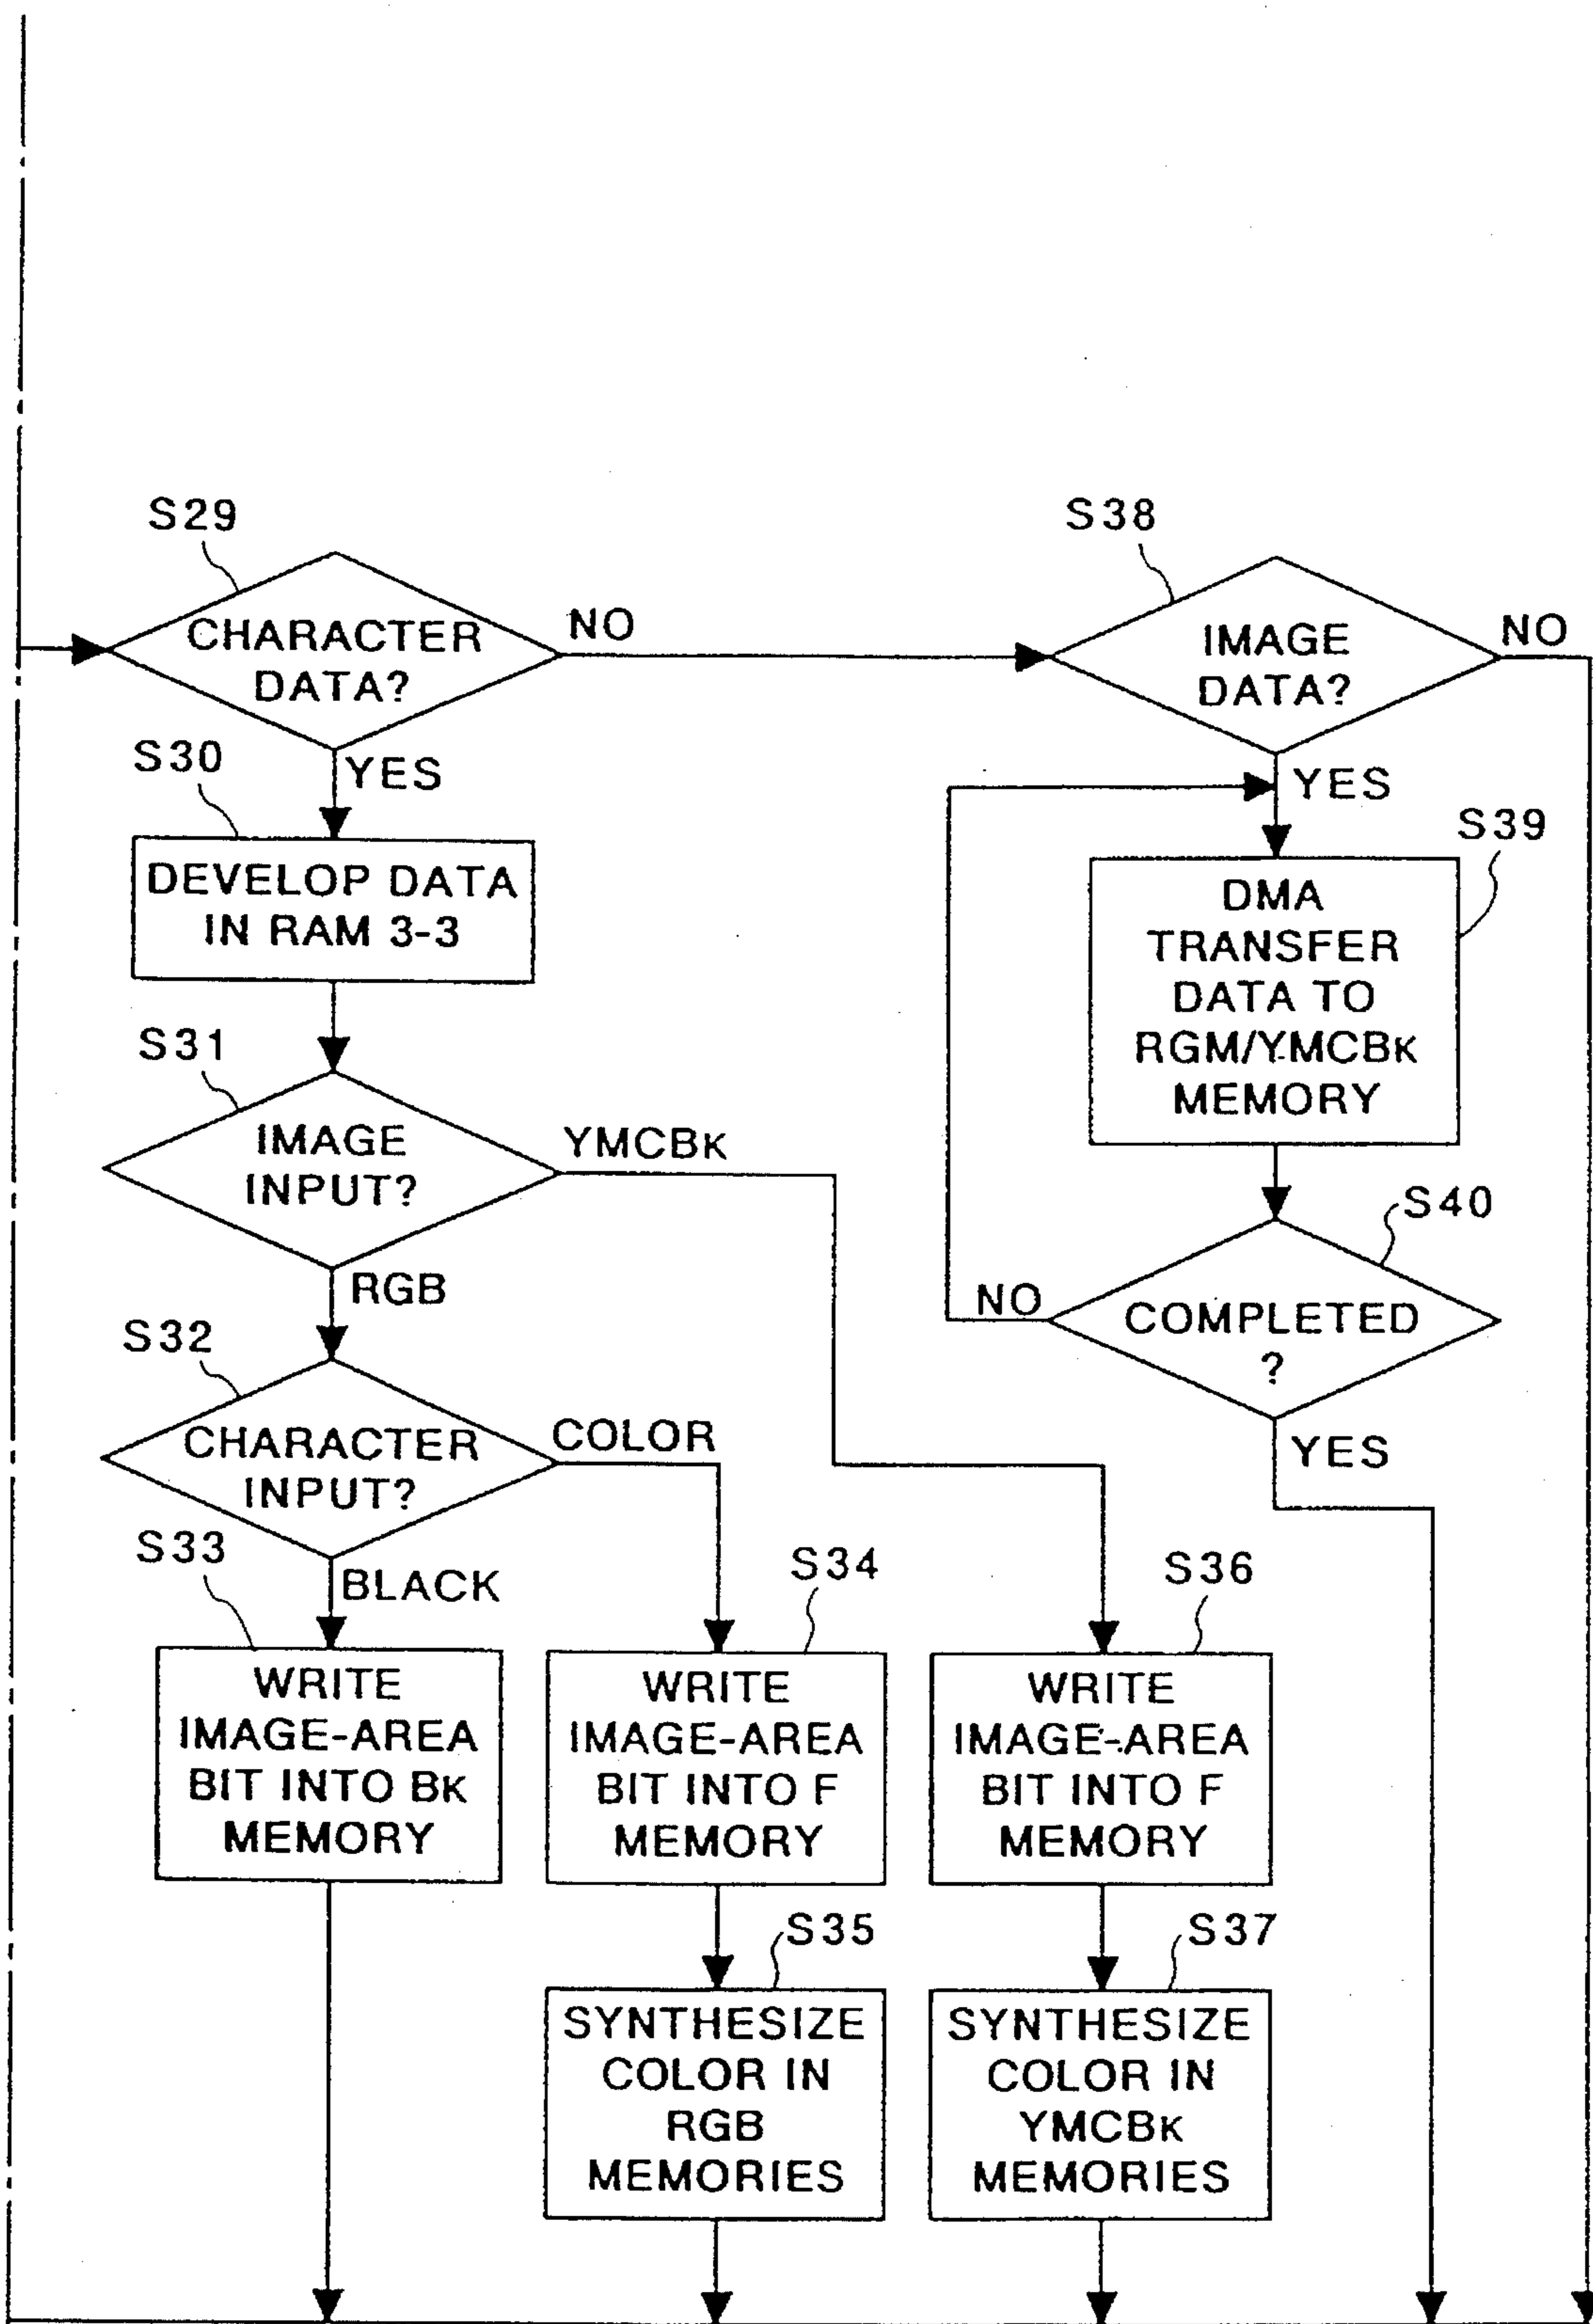 S29
CHARACTER
DATA?
NO
YES
S30
DEVELOP DATA
IN RAM 3-3
S31
IMAGE
INPUT?
YMCBK
RGB
S32
CHARACTER
INPUT?
COLOR
BLACK
S33
WRITE
IMAGE-AREA
BIT INTO BK
MEMORY
S34
WRITE
IMAGE-AREA
BIT INTO F
MEMORY
S35
SYNTHESIZE
COLOR IN
RGB
MEMORIES
S36
WRITE
IMAGE-AREA
BIT INTO F
MEMORY
S37
SYNTHESIZE
COLOR IN
YMCBK
MEMORIES
S38
IMAGE
DATA?
NO
YES
S39
DMA
TRANSFER
DATA TO
RGM/YMCBK
MEMORY
S40
COMPLETED
?
NO
YES